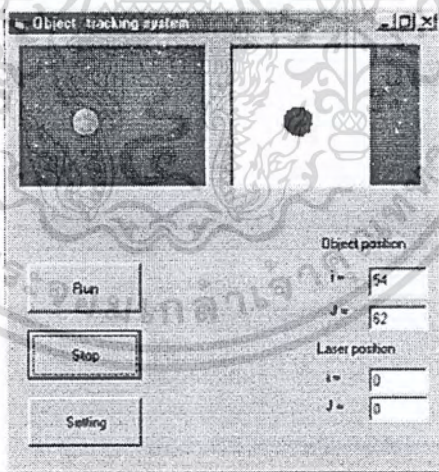 Object tracking system
Object position
Run
i = 54
J = 62
Stop
Laser position
i = 0
J = 0
Setting